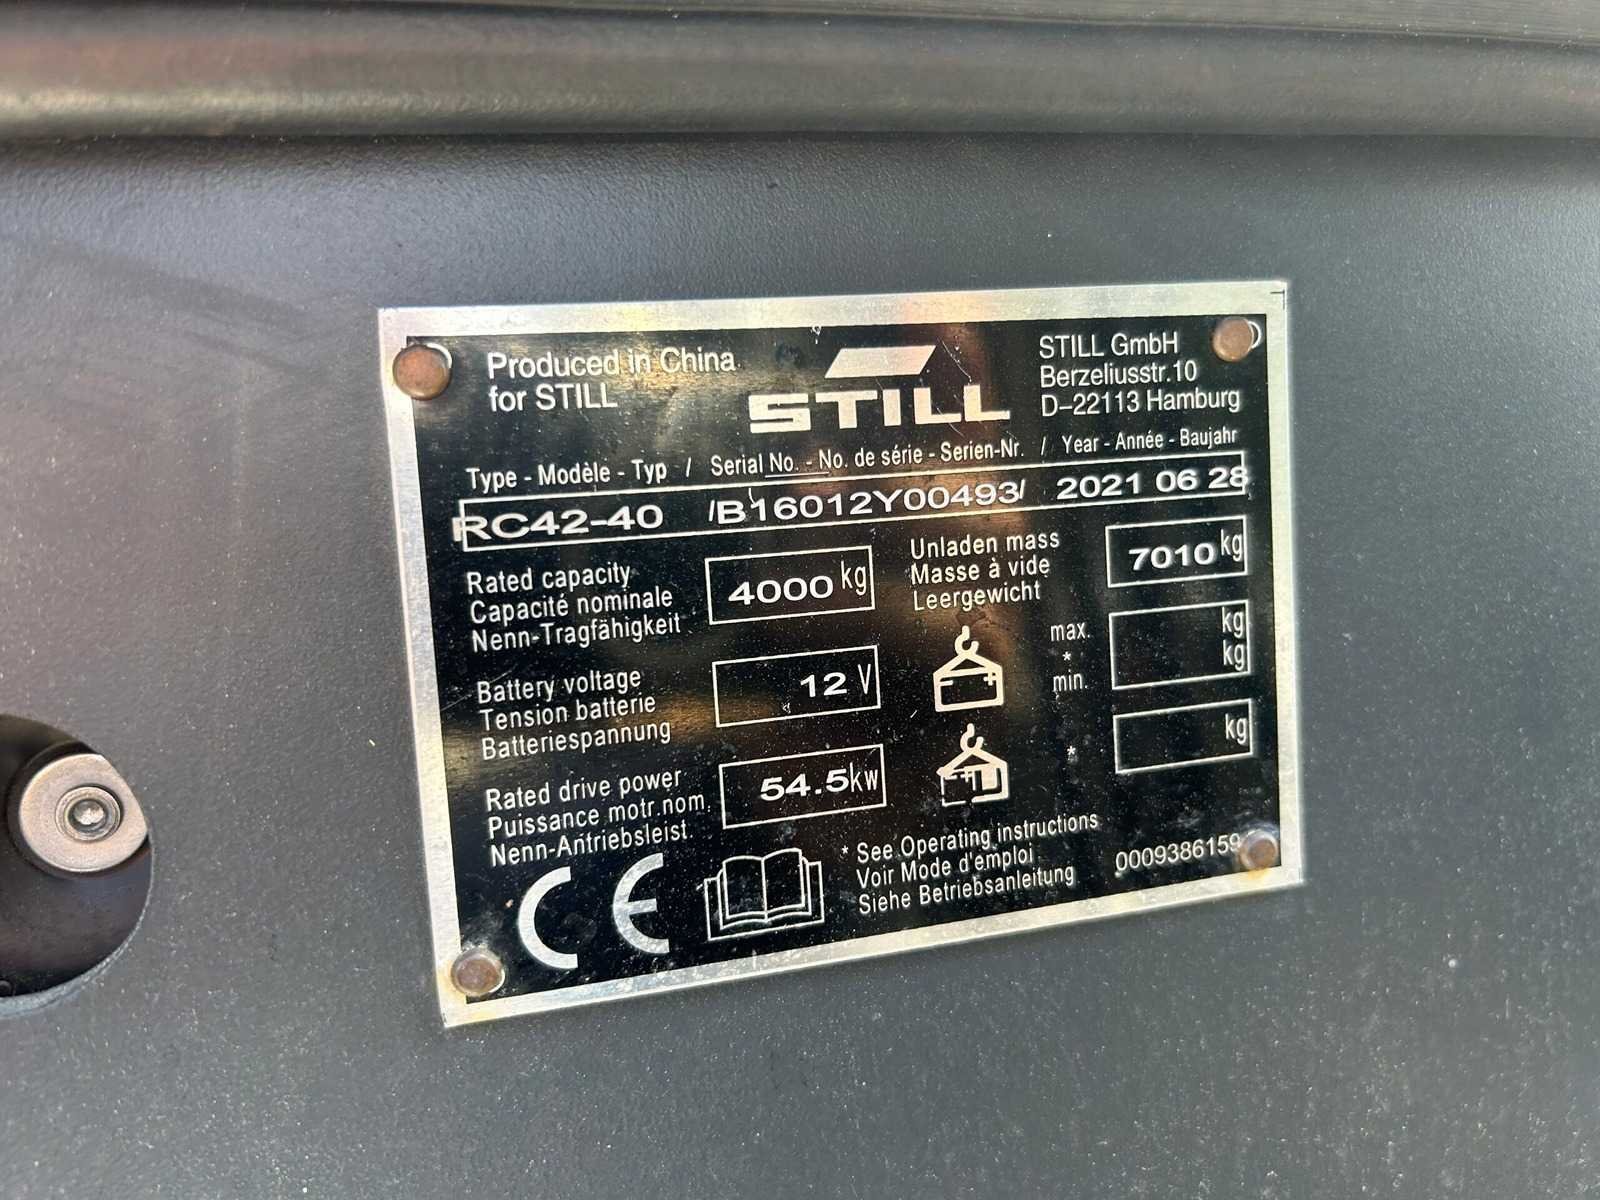 Produced in China
for STILL
STILL
STILL GmbH
Berzeliusstr.10
D-22113 Hamburg
Type - Modèle - Typ / Serial No. - No. de série - Serien-Nr. / Year - Année - Baujahr
RC42-40 /B16012Y00493/ 2021 06 28
Rated capacity
Capacité nominale
Nenn-Tragfähigkeit
4000 kg
Unladen mass
Masse à vide
Leergewicht
7010 kg
Battery voltage
Tension batterie
Batteriespannung
12 V
max. kg
* kg
min.
Rated drive power
Puissance motr.nom.
Nenn-Antriebsleist.
54.5kw
* kg
CE
* See Operating instructions
Voir Mode d'emploi
Siehe Betriebsanleitung
0009386159